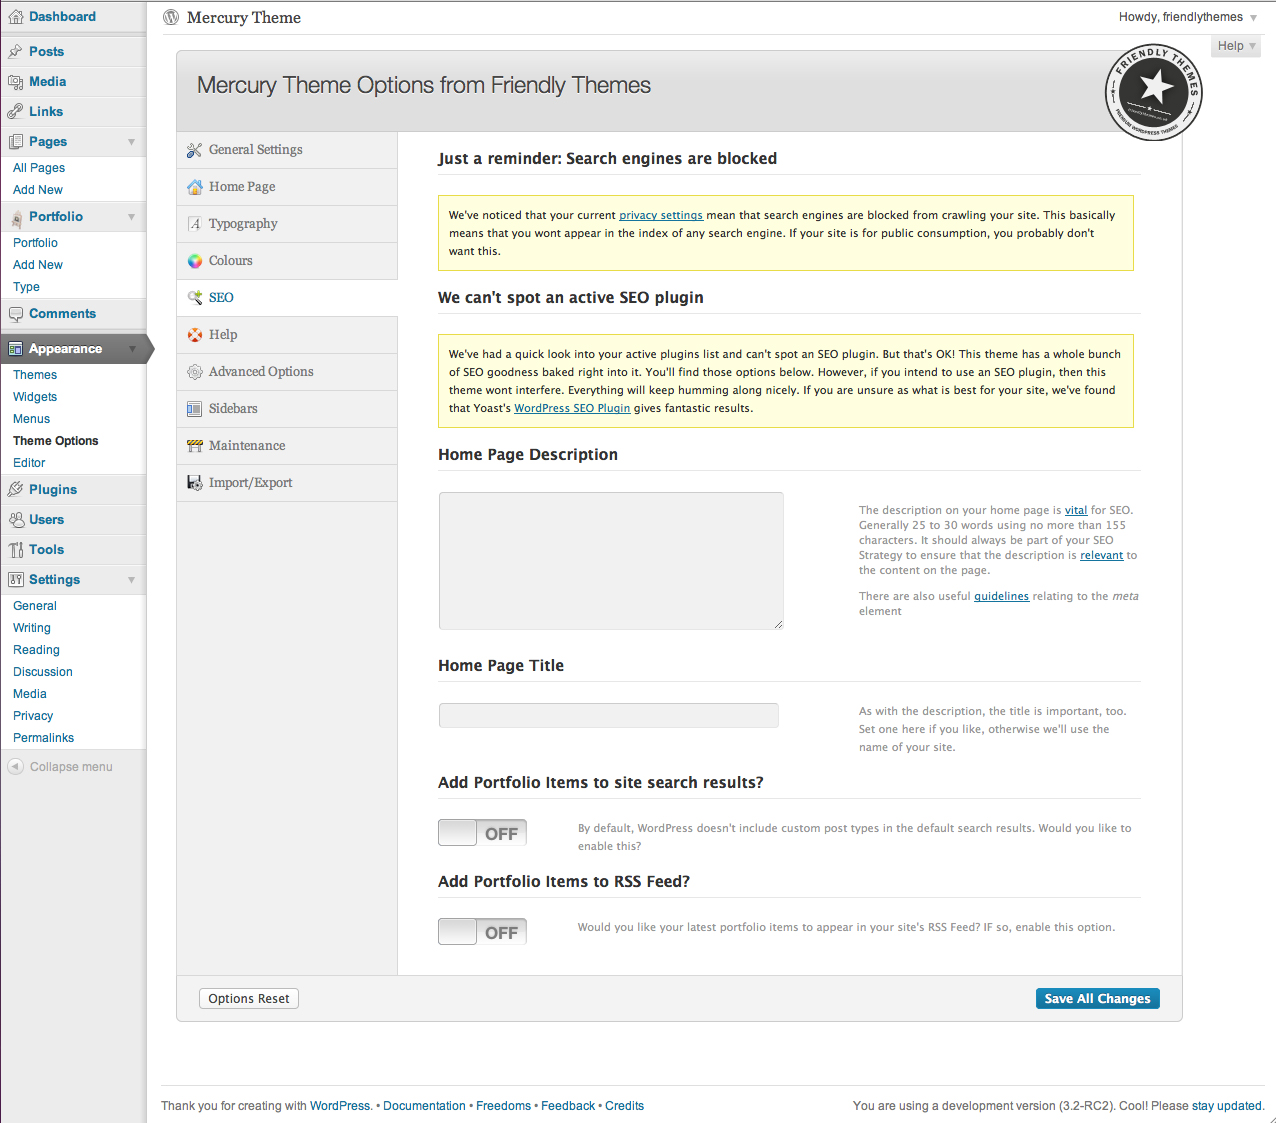 Dashboard
Posts
Media
Links
Pages
All Pages
Add New
Portfolio
Portfolio
Add New
Type
Comments
Appearance
Themes
Widgets
Menus
Theme Options
Editor
Plugins
Users
Tools
Settings
General
Writing
Reading
Discussion
Media
Privacy
Permalinks
Collapse menu
Mercury Theme
Howdy, friendlythemes
Help
Mercury Theme Options from Friendly Themes
FRIENDLY THEMES
PREMIUM WORDPRESS THEMES
General Settings
Home Page
Typography
Colours
SEO
Help
Advanced Options
Sidebars
Maintenance
Import/Export
Just a reminder: Search engines are blocked
We've noticed that your current privacy settings mean that search engines are blocked from crawling your site. This basically
means that you wont appear in the index of any search engine. If your site is for public consumption, you probably don't
want this.
We can't spot an active SEO plugin
We've had a quick look into your active plugins list and can't spot an SEO plugin. But that's OK! This theme has a whole bunch
of SEO goodness baked right into it. You'll find those options below. However, if you intend to use an SEO plugin, then this
theme wont interfere. Everything will keep humming along nicely. If you are unsure as what is best for your site, we've found
that Yoast's WordPress SEO Plugin gives fantastic results.
Home Page Description
The description on your home page is vital for SEO.
Generally 25 to 30 words using no more than 155
characters. It should always be part of your SEO
Strategy to ensure that the description is relevant to
the content on the page.
There are also useful guidelines relating to the meta
element
Home Page Title
As with the description, the title is important, too.
Set one here if you like, otherwise we'll use the
name of your site.
Add Portfolio Items to site search results?
OFF
By default, WordPress doesn't include custom post types in the default search results. Would you like to
enable this?
Add Portfolio Items to RSS Feed?
OFF
Would you like your latest portfolio items to appear in your site's RSS Feed? IF so, enable this option.
Options Reset
Save All Changes
Thank you for creating with WordPress. • Documentation • Freedoms • Feedback • Credits
You are using a development version (3.2-RC2). Cool! Please stay updated.